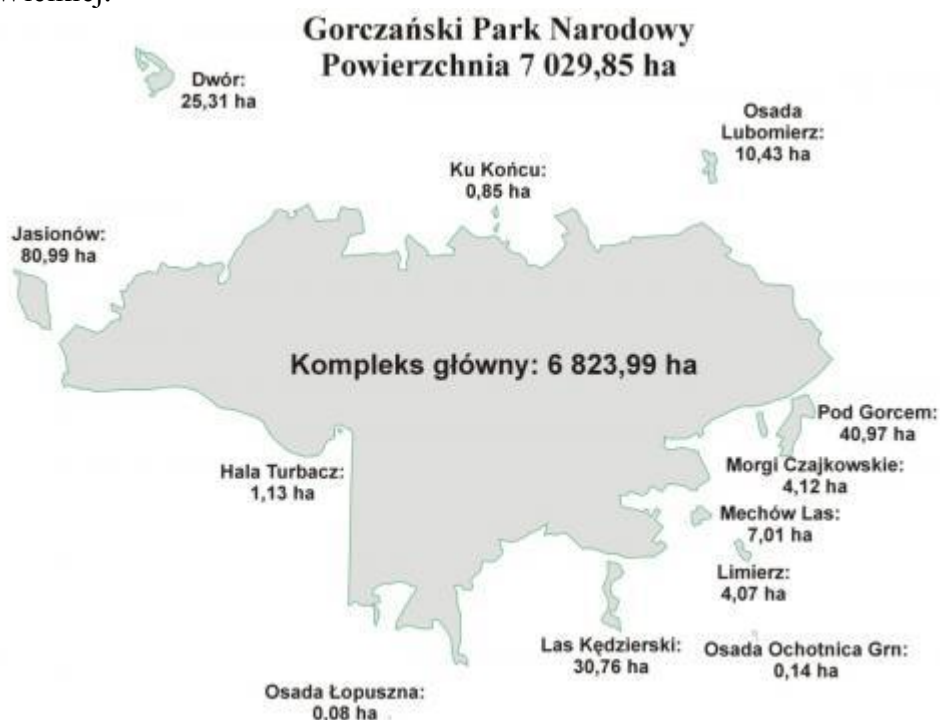 Gorczański Park Narodowy
Powierzchnia 7 029,85 ha
Dwór:
25,31 ha
Osada
Lubomierz:
10,43 ha
Ku Końcu:
0,85 ha
Jasionów:
80,99 ha
Kompleks główny: 6 823,99 ha
Pod Gorcem:
40,97 ha
Hala Turbacz:
1,13 ha
Morgi Czajkowskie:
4,12 ha
Mechów Las:
7,01 ha
Limierz:
4,07 ha
Las Kędzierski:
30,76 ha
Osada Ochotnica Grn:
0,14 ha
Osada Łopuszna:
0,08 ha